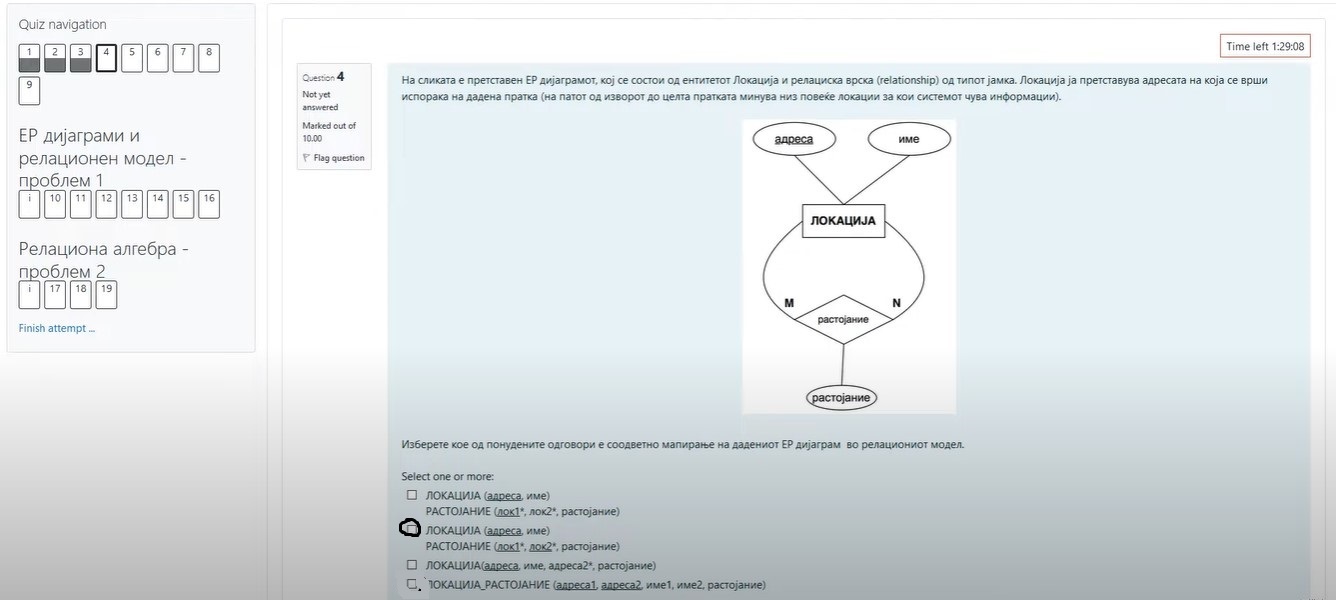 Quiz navigation
1 2 3 4 5 6 7 8
9
ЕР дијаграми и
релационен модел -
проблем 1
i 10 11 12 13 14 15 16
Релациона алгебра -
проблем 2
i 17 18 19
Finish attempt ...
Time left 1:29:08
Question 4
Not yet
answered
Marked out of
10.00
Flag question
На сликата е претставен ЕР дијаграмот, кој се состои од ентитетот Локација и релациска врска (relationship) од типот јамка. Локација ја претставува адресата на која се врши
испорака на дадена пратка (на патот од изворот до целта пратката минува низ повеќе локации за кои системот чува информации).
адреса
име
ЛОКАЦИЈА
M
N
растојание
растојание
Изберете кое од понудените одговори е соодветно мапирање на дадениот ЕР дијаграм во релациониот модел.
Select one or more:
ЛОКАЦИЈА (адреса, име)
РАСТОЈАНИЕ (лок1*, лок2*, растојание)
ЛОКАЦИЈА (адреса, име)
РАСТОЈАНИЕ (лок1*, лок2*, растојание)
ЛОКАЦИЈА(адреса, име, адреса2*, растојание)
ЛОКАЦИЈА_РАСТОЈАНИЕ (адреса1, адреса2, име1, име2, растојание)